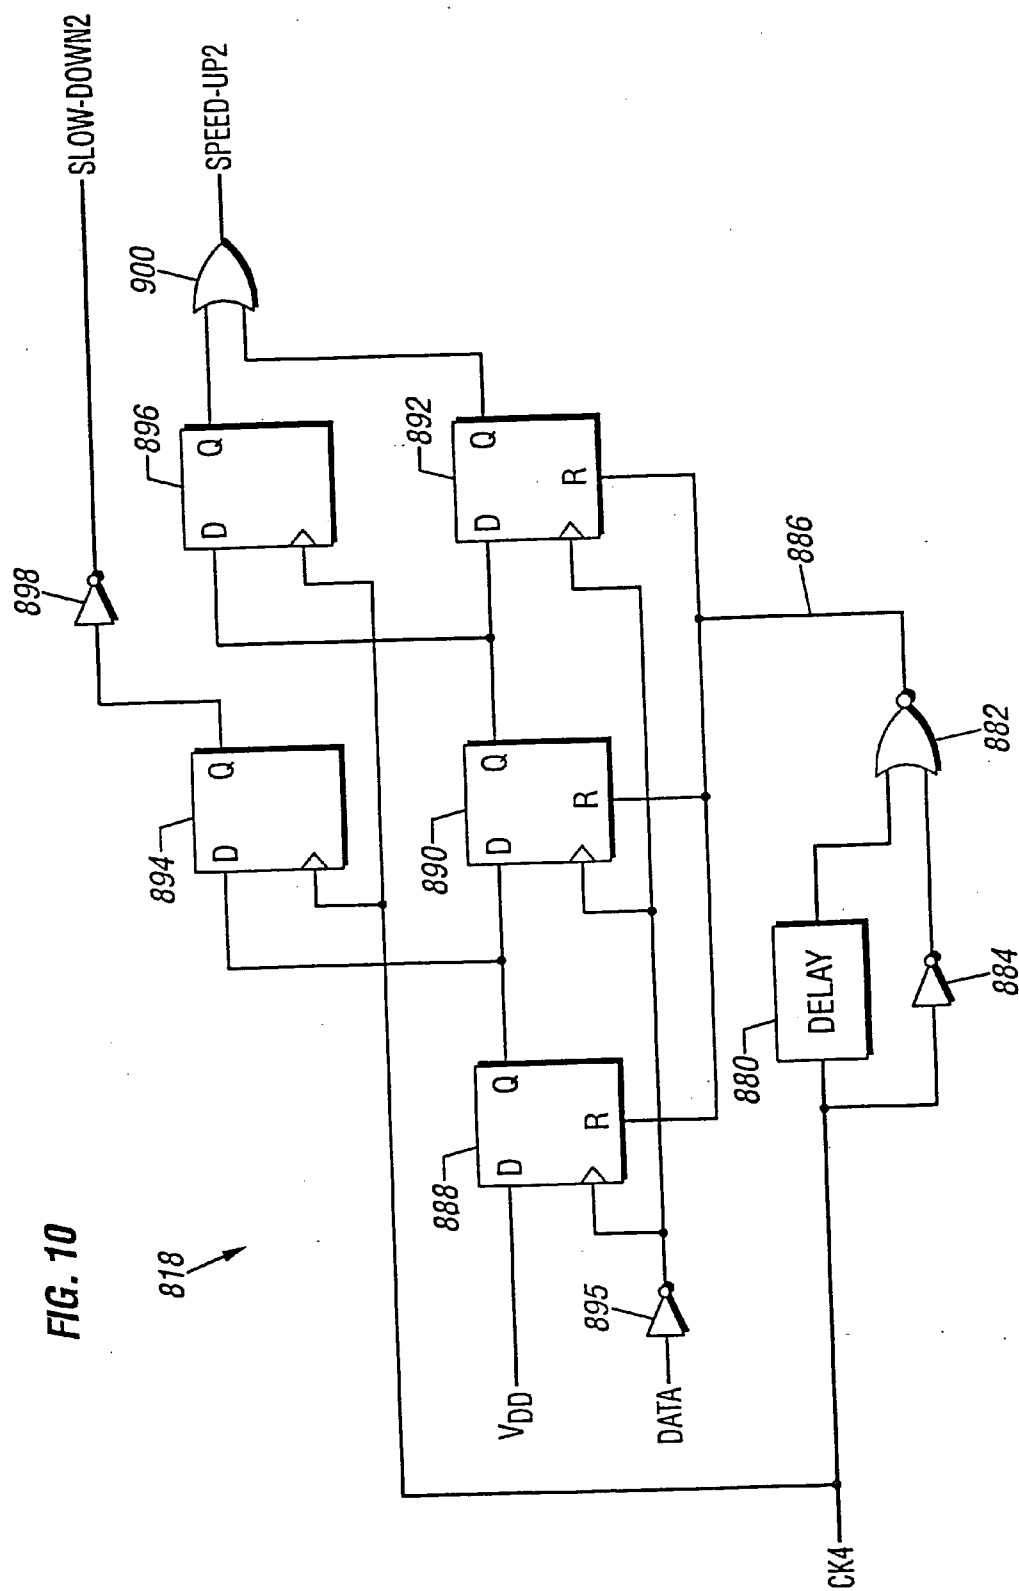 FIG. 10
818
SLOW-DOWN2
SPEED-UP2
898
900
894
D
Q
896
D
Q
888
D
Q
R
890
D
Q
R
892
D
Q
R
VDD
DATA
895
886
880
DELAY
882
884
CK4